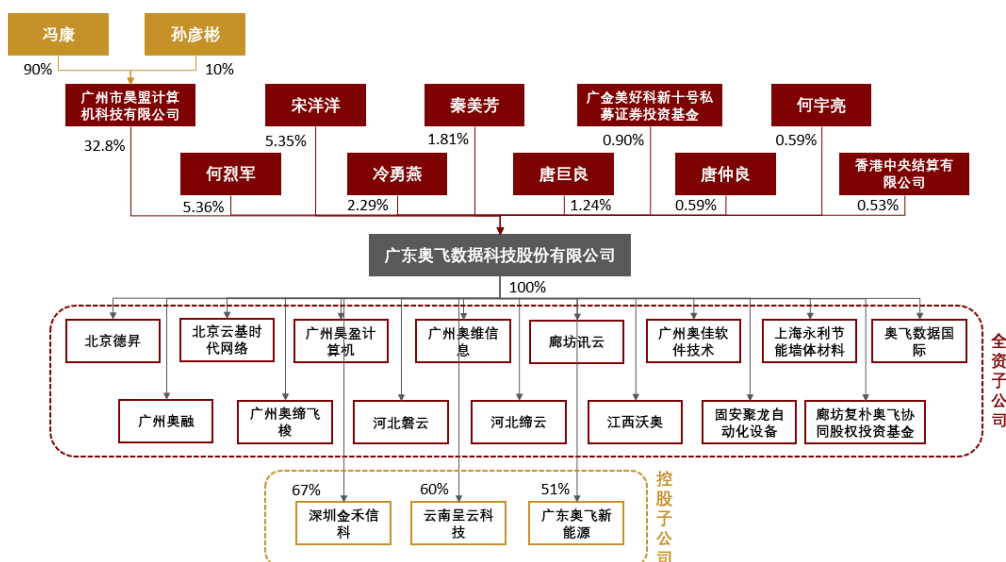 冯康
孙彦彬
90%
10%
广州市昊盟计算
机科技有限公司
宋洋洋
秦美芳
广金美好科新十号私
募证券投资基金
何宇亮
32.8%
5.35%
1.81%
0.90%
0.59%
何烈军
冷勇燕
唐巨良
唐仲良
香港中央结算有
限公司
5.36%
2.29%
1.24%
0.59%
0.53%
广东奥飞数据科技股份有限公司
100%
北京德昇
北京云基时
代网络
广州昊盈计
算机
广州奥维信
息
廊坊讯云
广州奥佳软
件技术
上海永利节
能墙体材料
奥飞数据国
际
广州奥融
广州奥缔飞
梭
河北磐云
河北缔云
江西沃奥
固安聚龙自
动化设备
廊坊复朴奥飞协
同股权投资基金
全资子公司
67%
60%
51%
深圳金禾信
科
云南呈云科
技
广东奥飞新
能源
控股子公司